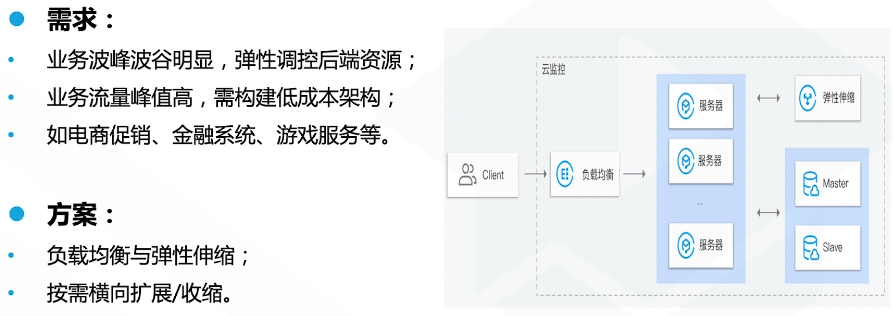 需求：
业务波峰波谷明显，弹性调控后端资源；
业务流量峰值高，需构建低成本架构；
如电商促销、金融系统、游戏服务等。
方案：
负载均衡与弹性伸缩；
按需横向扩展/收缩。
云监控
Client
负载均衡
服务器
服务器
...
服务器
弹性伸缩
Master
Slave